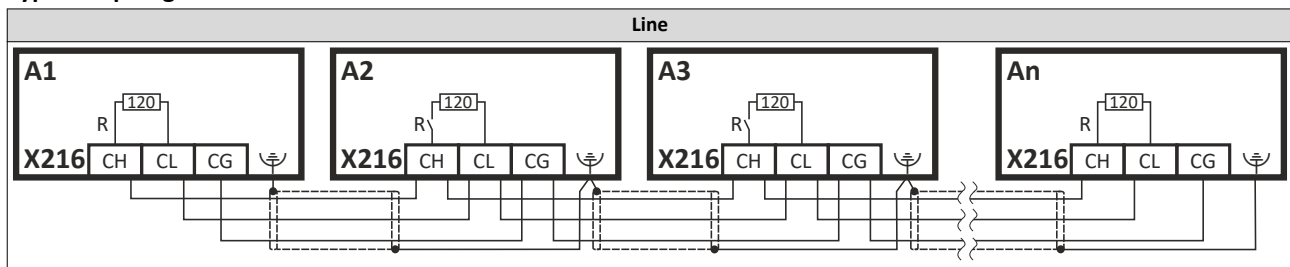 Line
A1 A2 A3 An
120 120 120 120
R R R R
X216 CH CL CG X216 CH CL CG X216 CH CL CG X216 CH CL CG